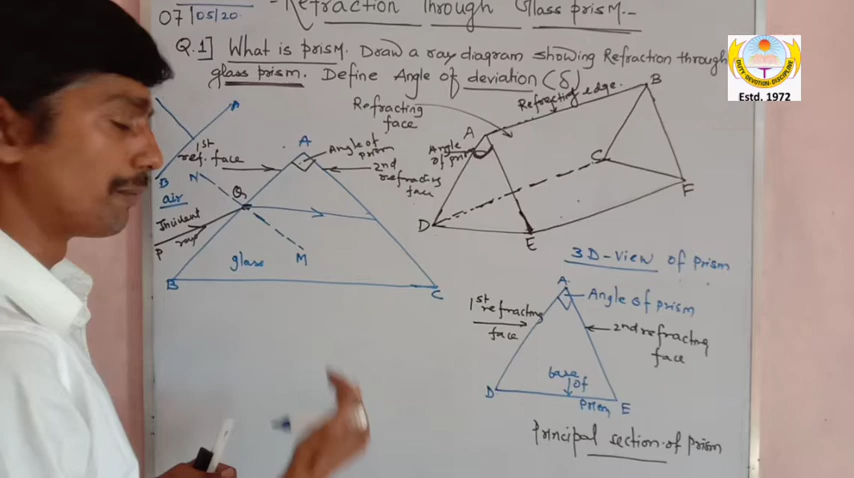 -Refraction Through Glass prism.-
07/05/20
Q.1] What is prism. Draw a ray diagram showing Refraction through
glass prism. Define Angle of deviation (δ)
DUTY-DEVOTION-DISCIPLINE
Estd. 1972
A
1st
ref. face
B
N
air
Incident
ray
P
Q
A
Angle of
prism
2nd
refracting
face
glass
M
B
C
Refracting
face
Refracting edge.
A
B
Angle
of prism
C
D
E
F
3D-View of prism
A
Angle of prism
1st refracting
face
2nd refracting
face
base
of
prism
D
E
Principal section of prism